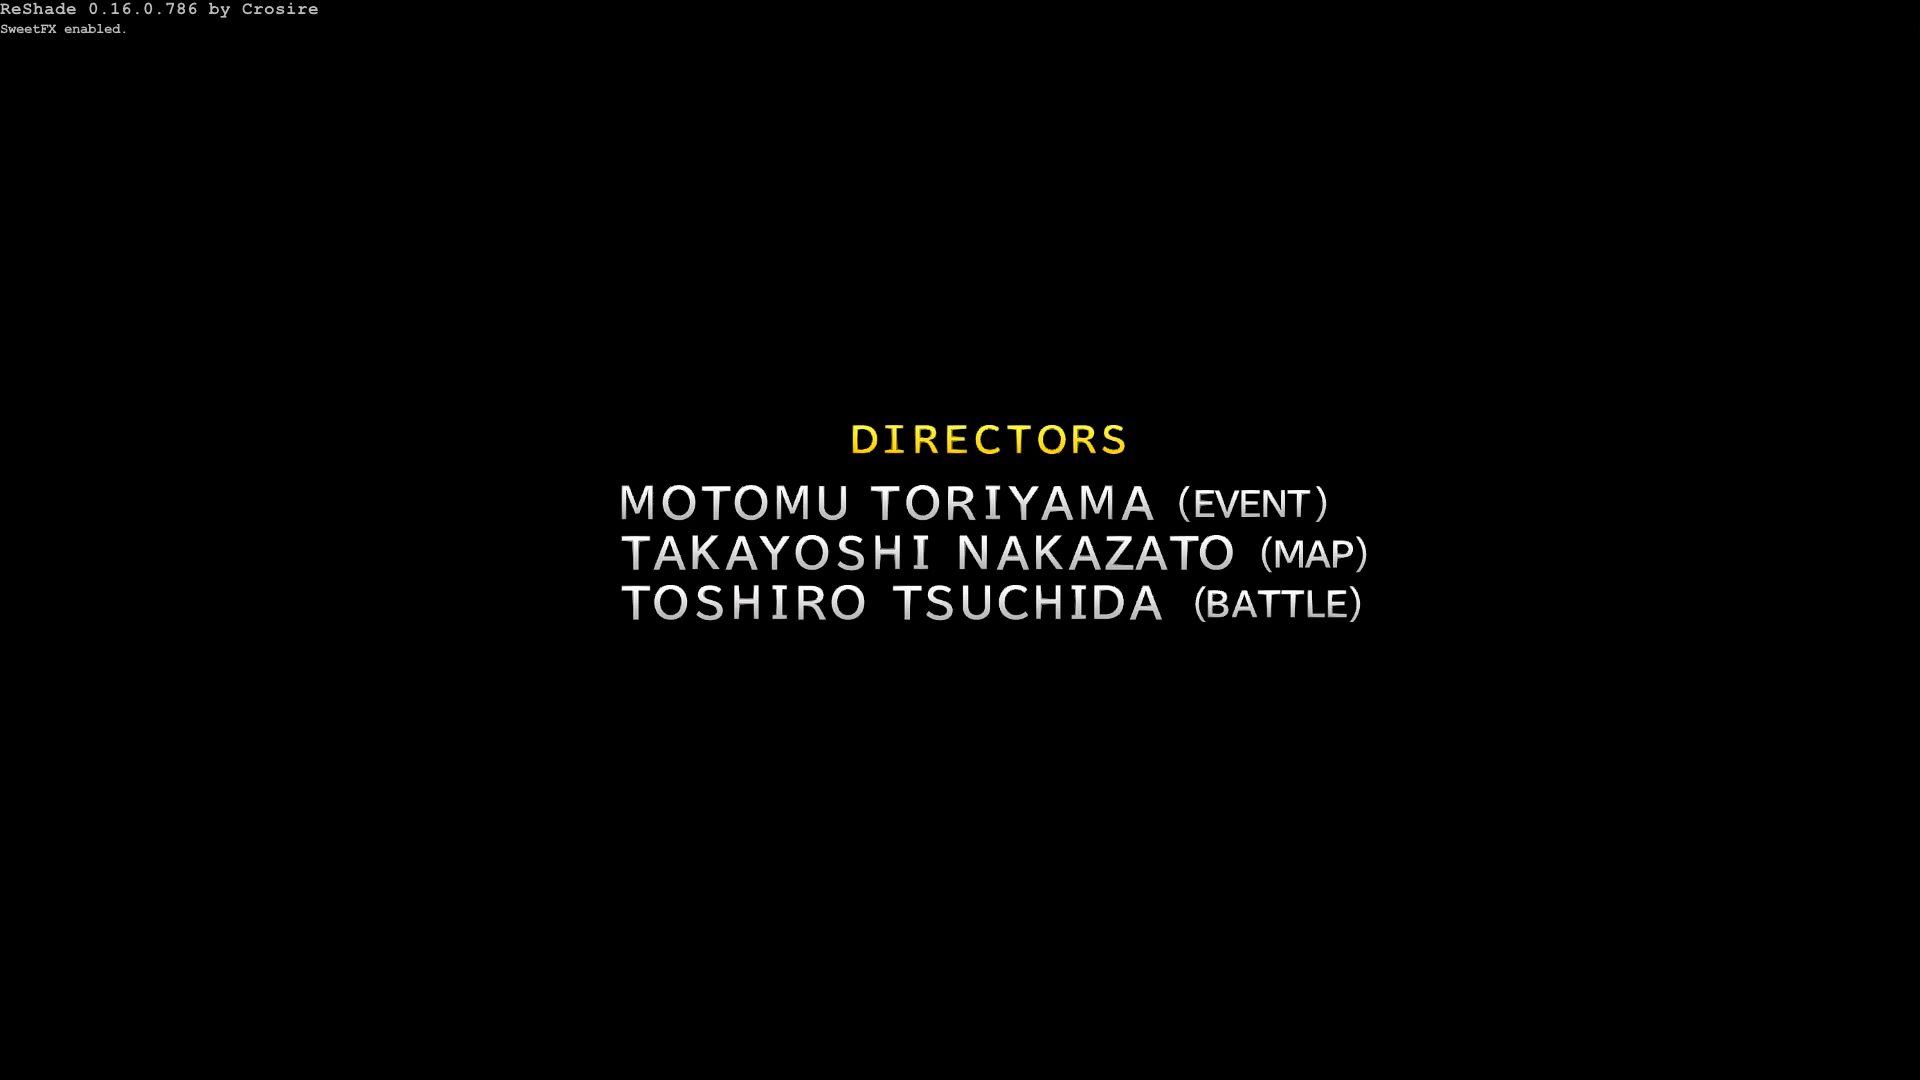 ReShade 0.16.0.786 by Crosire
SweetFX enabled.
DIRECTORS
MOTOMU TORIYAMA (EVENT)
TAKAYOSHI NAKAZATO (MAP)
TOSHIRO TSUCHIDA (BATTLE)